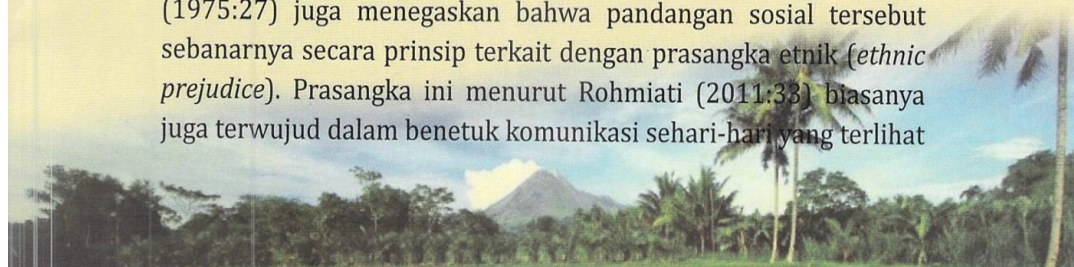 (1975:27) juga menegaskan bahwa pandangan sosial tersebut
sebanarnya secara prinsip terkait dengan prasangka etnik (ethnic
prejudice). Prasangka ini menurut Rohmiati (2011:33) biasanya
juga terwujud dalam benetuk komunikasi sehari-hari yang terlihat